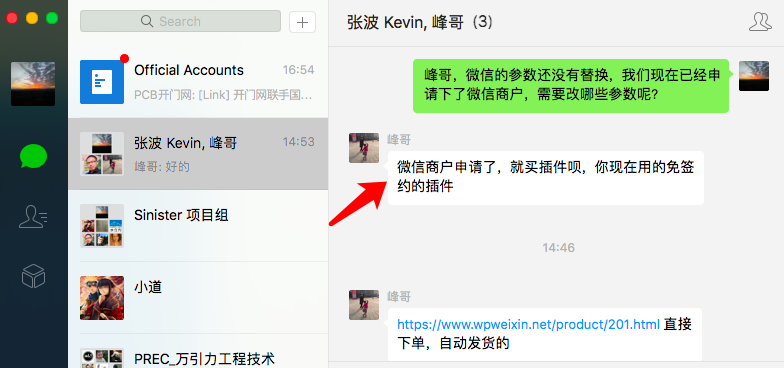 Search
Official Accounts 16:54
PCB开门网: [Link] 开门网联手国...
张波 Kevin, 峰哥 14:53
峰哥: 好的
Sinister 项目组
小道
PREC_万引力工程技术
张波 Kevin, 峰哥 (3)
峰哥，微信的参数还没有替换，我们现在已经申
请下了微信商户，需要改哪些参数呢？
峰哥
微信商户申请了，就买插件呗，你现在用的免签
约的插件
14:46
峰哥
https://www.wpweixin.net/product/201.html 直接
下单，自动发货的